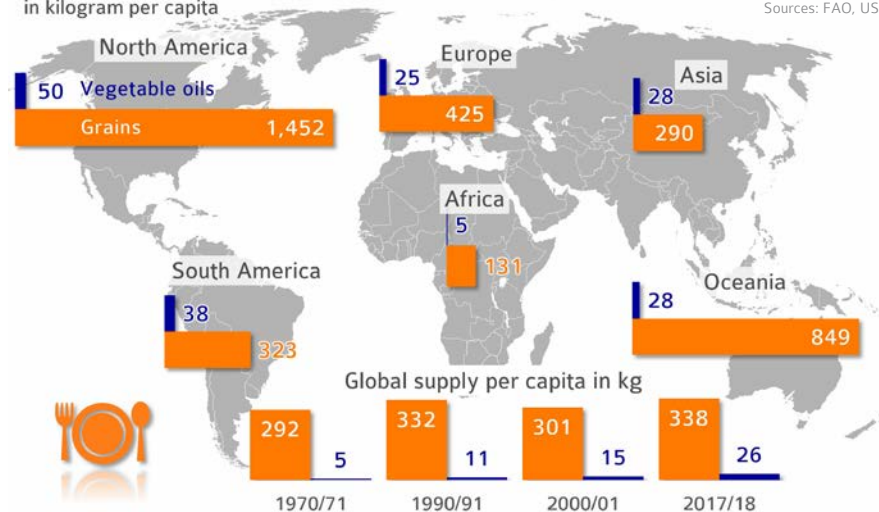 in kilogram per capita
Sources: FAO, US
North America
50 Vegetable oils
Grains 1,452
Europe
25
425
Asia
28
290
Africa
5
131
South America
38
323
Oceania
28
849
Global supply per capita in kg
292 5
332 11
301 15
338 26
1970/71 1990/91 2000/01 2017/18